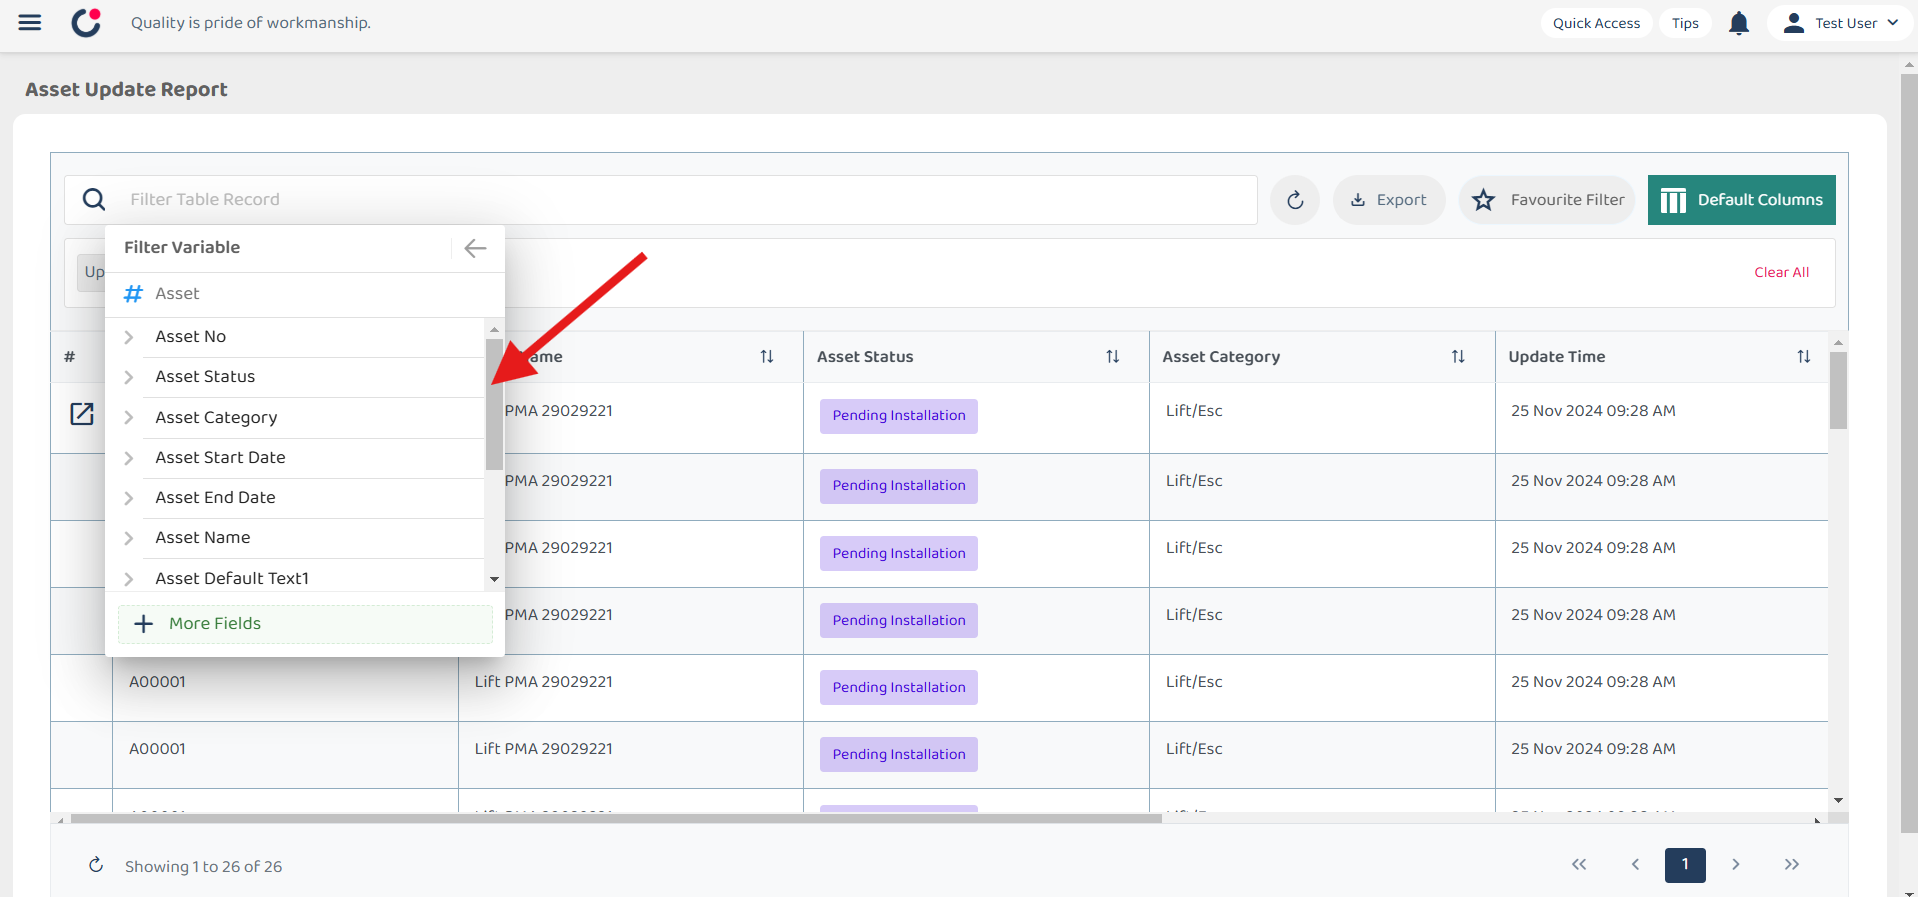 Quality is pride of workmanship.
Quick Access
Tips
Test User
Asset Update Report
Filter Table Record
Export
Favourite Filter
Default Columns
Filter Variable
Up
Clear All
# Asset
Asset No
Asset Status
Asset Category
Asset Start Date
Asset End Date
Asset Name
Asset Default Text1
More Fields
# ame Asset Status Asset Category Update Time
PMA 29029221 Pending Installation Lift/Esc 25 Nov 2024 09:28 AM
PMA 29029221 Pending Installation Lift/Esc 25 Nov 2024 09:28 AM
PMA 29029221 Pending Installation Lift/Esc 25 Nov 2024 09:28 AM
PMA 29029221 Pending Installation Lift/Esc 25 Nov 2024 09:28 AM
A00001 Lift PMA 29029221 Pending Installation Lift/Esc 25 Nov 2024 09:28 AM
A00001 Lift PMA 29029221 Pending Installation Lift/Esc 25 Nov 2024 09:28 AM
Showing 1 to 26 of 26
1